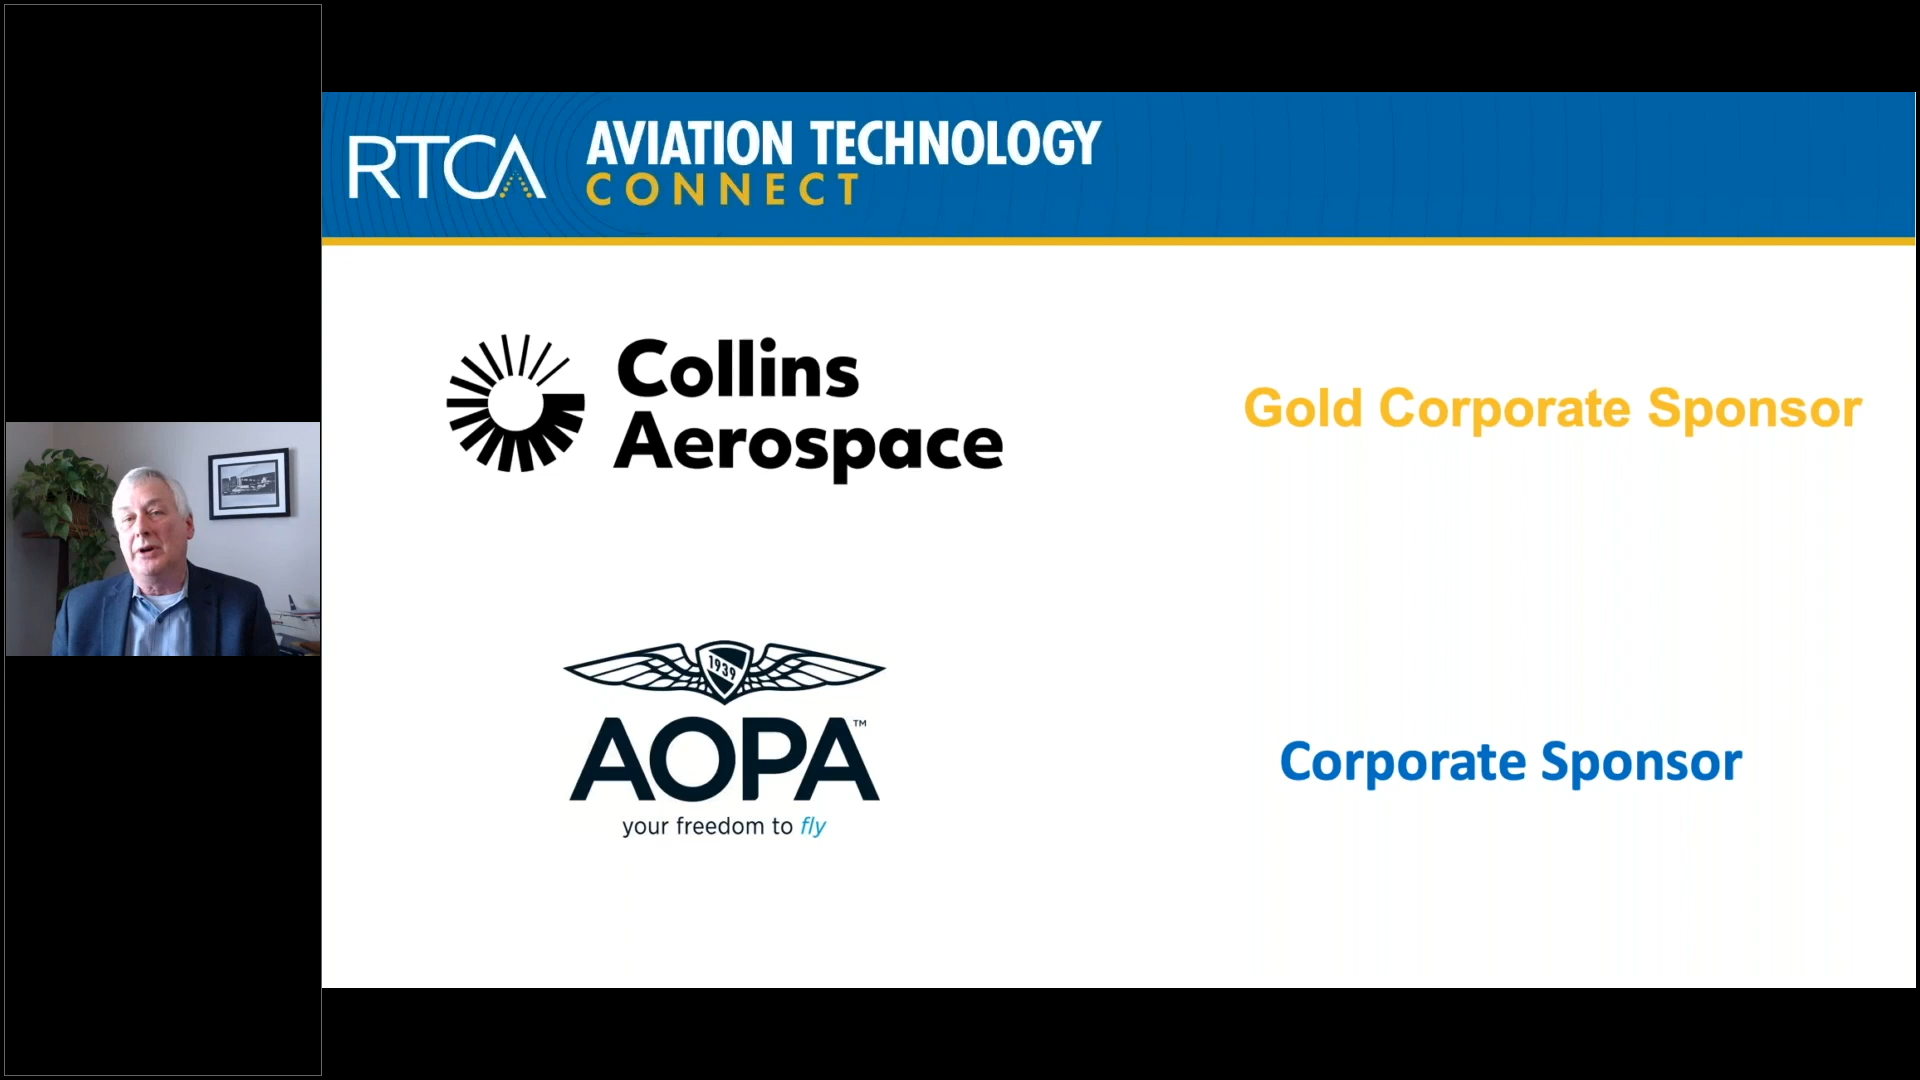 RTCA
AVIATION TECHNOLOGY
CONNECT
Collins
Aerospace
Gold Corporate Sponsor
1939
AOPA™
your freedom to fly
Corporate Sponsor